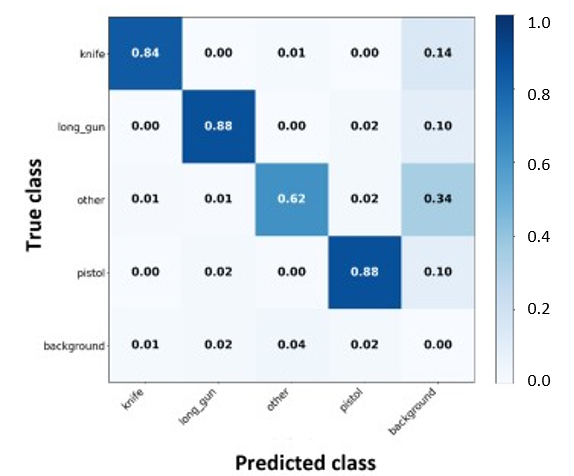 1.0
knife 0.84 0.00 0.01 0.00 0.14
0.8
long_gun 0.00 0.88 0.00 0.02 0.10
0.6
True class
other 0.01 0.01 0.62 0.02 0.34
0.4
pistol 0.00 0.02 0.00 0.88 0.10
0.2
background 0.01 0.02 0.04 0.02 0.00
0.0
knife long_gun other pistol background
Predicted class